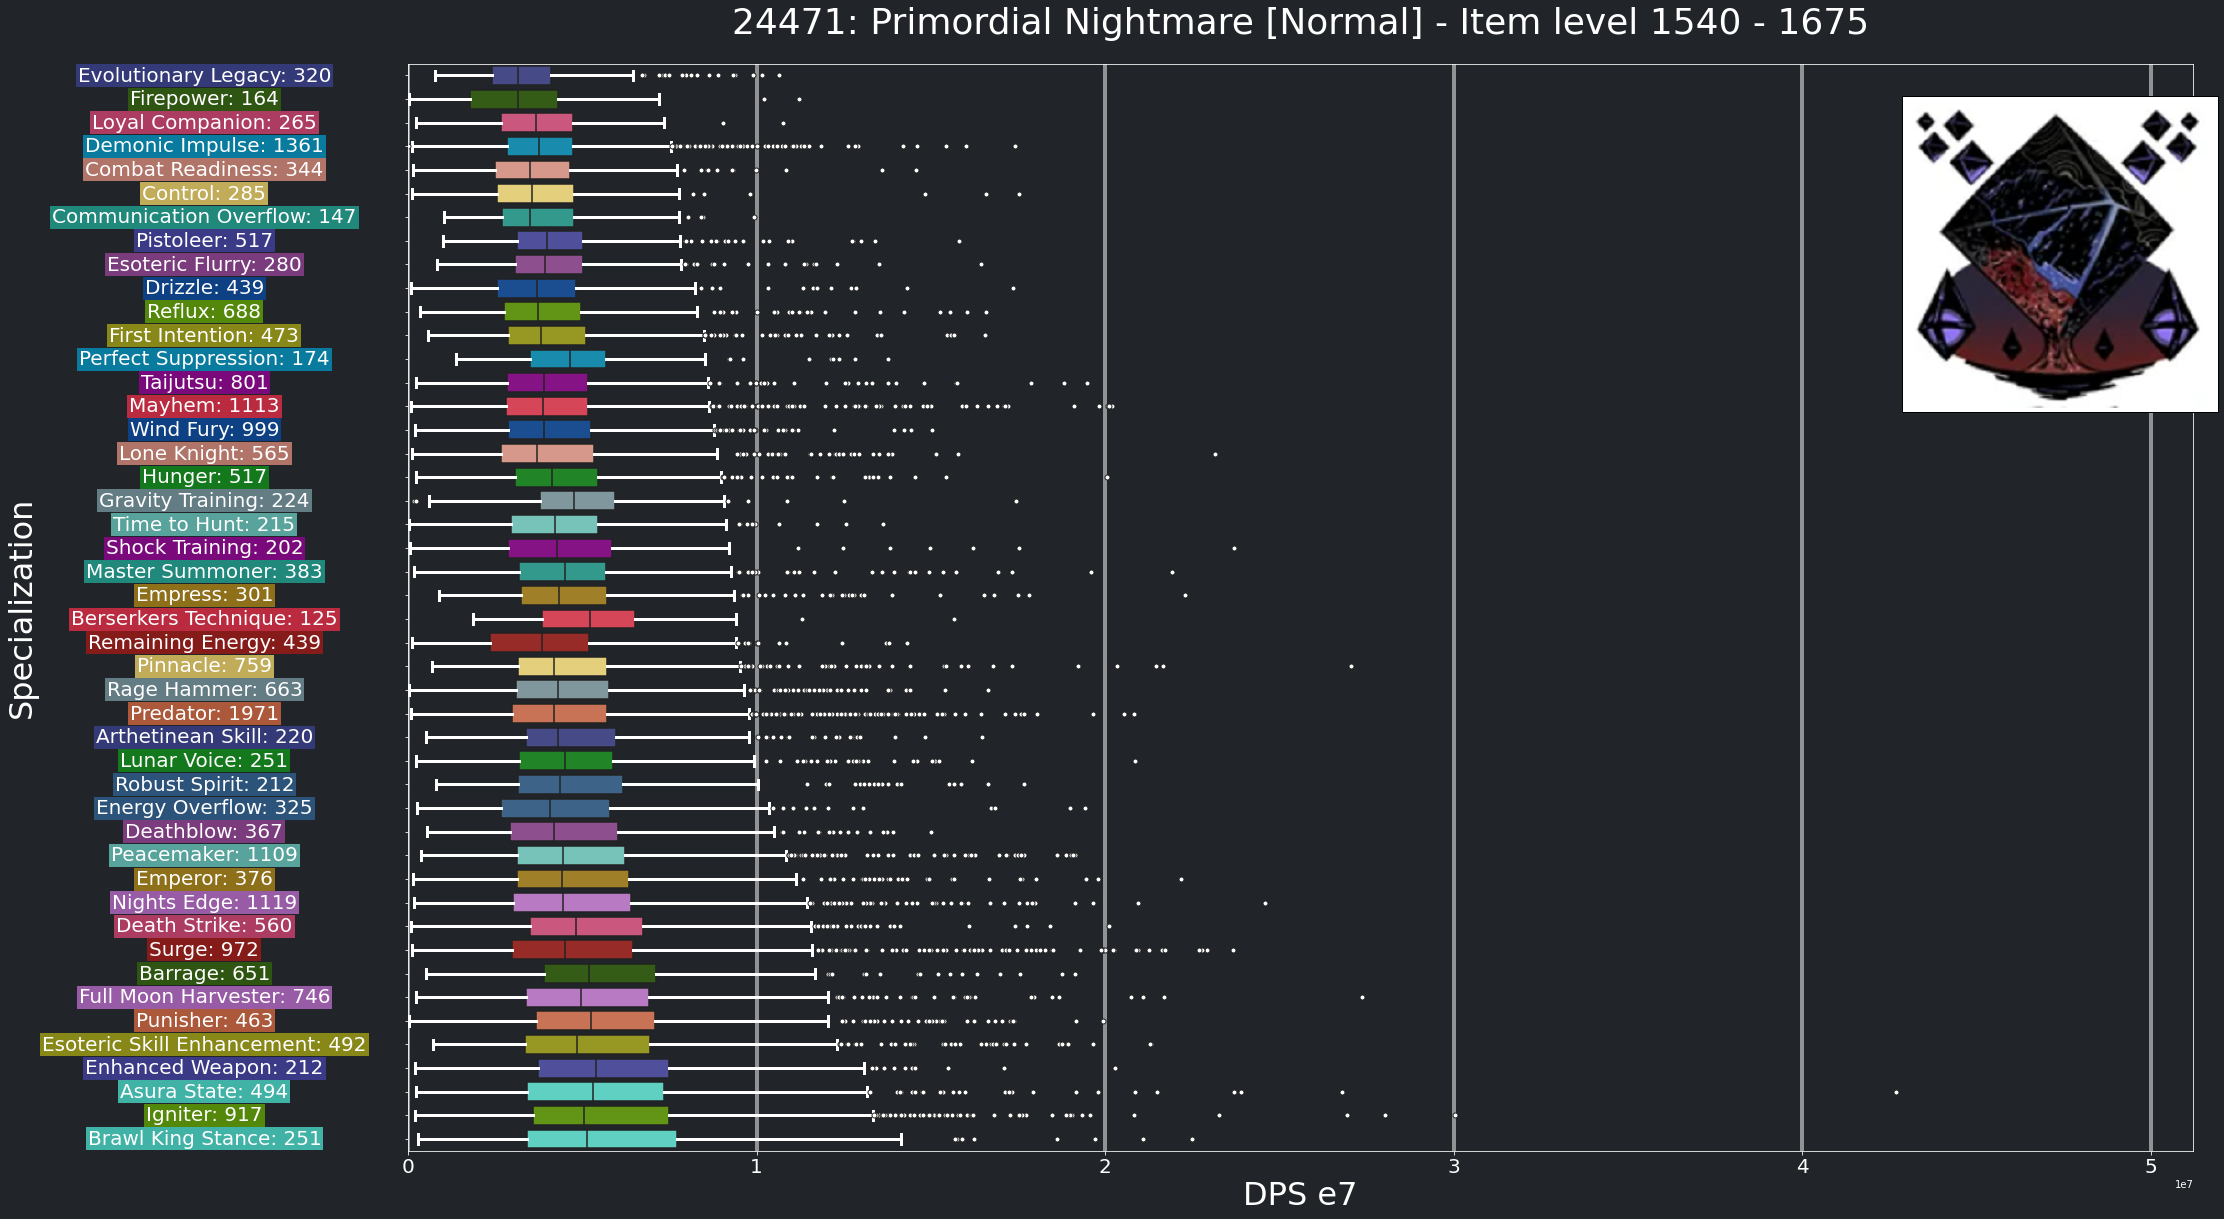 24471: Primordial Nightmare [Normal] - Item level 1540 - 1675
Specialization
Evolutionary Legacy: 320
Firepower: 164
Loyal Companion: 265
Demonic Impulse: 1361
Combat Readiness: 344
Control: 285
Communication Overflow: 147
Pistoleer: 517
Esoteric Flurry: 280
Drizzle: 439
Reflux: 688
First Intention: 473
Perfect Suppression: 174
Taijutsu: 801
Mayhem: 1113
Wind Fury: 999
Lone Knight: 565
Hunger: 517
Gravity Training: 224
Time to Hunt: 215
Shock Training: 202
Master Summoner: 383
Empress: 301
Berserkers Technique: 125
Remaining Energy: 439
Pinnacle: 759
Rage Hammer: 663
Predator: 1971
Arthetinean Skill: 220
Lunar Voice: 251
Robust Spirit: 212
Energy Overflow: 325
Deathblow: 367
Peacemaker: 1109
Emperor: 376
Nights Edge: 1119
Death Strike: 560
Surge: 972
Barrage: 651
Full Moon Harvester: 746
Punisher: 463
Esoteric Skill Enhancement: 492
Enhanced Weapon: 212
Asura State: 494
Igniter: 917
Brawl King Stance: 251
0 1 2 3 4 5
DPS e7
1e7